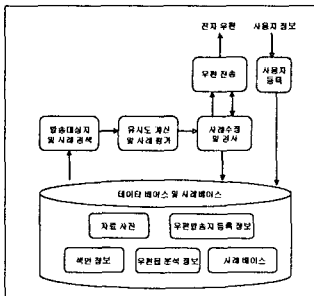 전자 우편
사용자 정보
우편 전송
사용자
등록
발송대상자
및 사례 검색
유사도 계산
및 사례 평가
사례수정
및 검사
데이타 베이스 및 사례베이스
자료 사전
우편발송지 등록 정보
색인 정보
우편물 분석 정보
사례 베이스